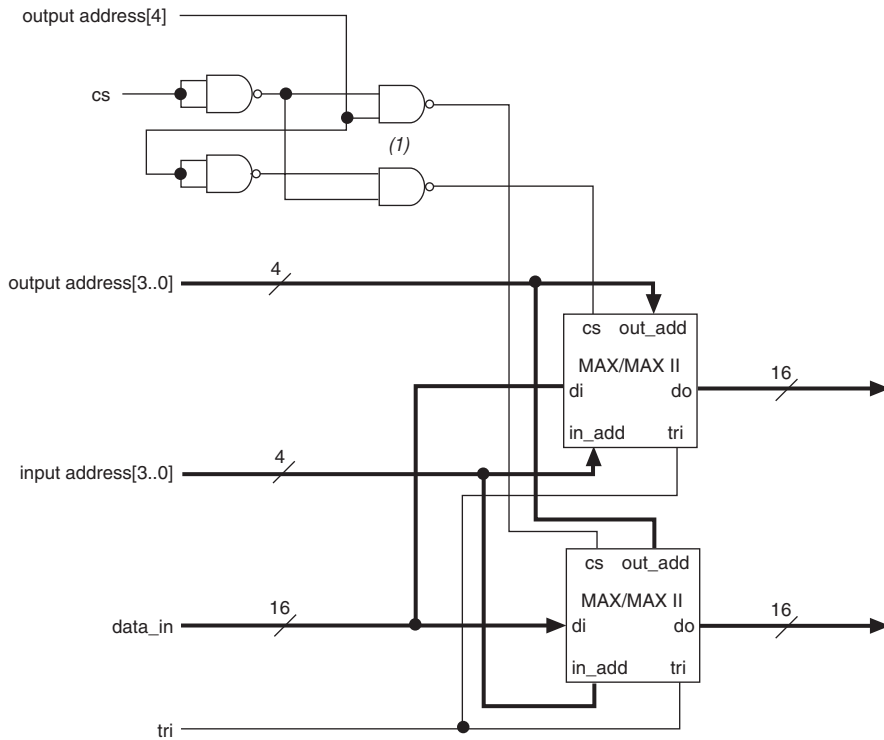 output address[4]
cs
(1)
output address[3..0]
4
cs out_add
MAX/MAX II
di do
16
in_add tri
input address[3..0]
4
cs out_add
MAX/MAX II
data_in
16
di do
16
in_add tri
tri